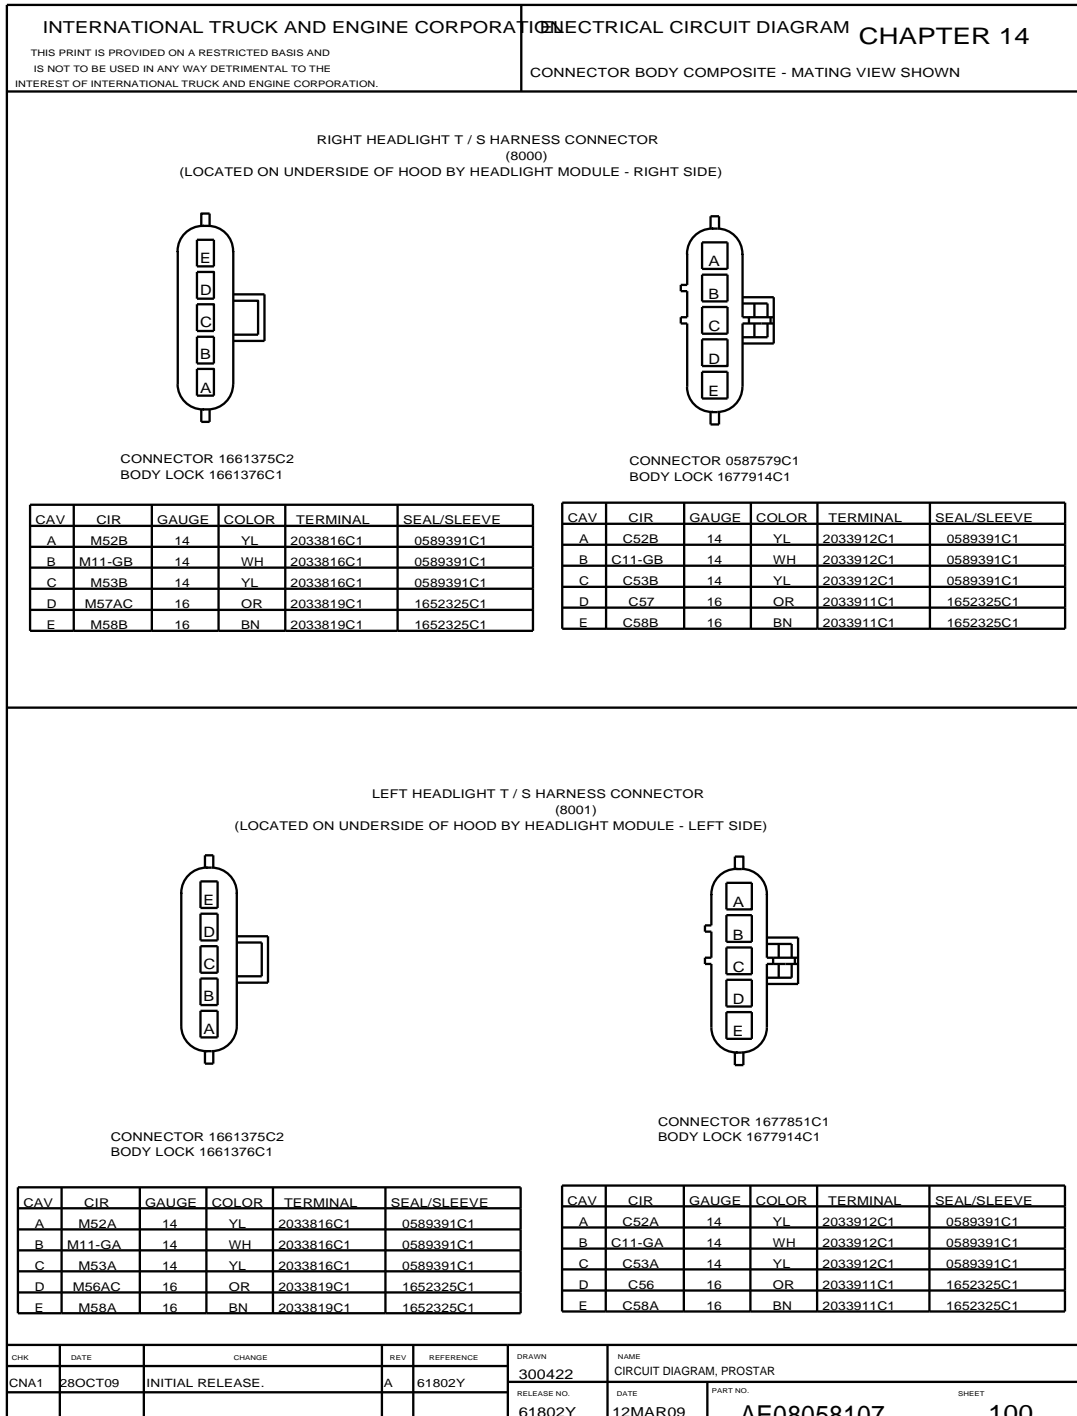 INTERNATIONAL TRUCK AND ENGINE CORPORATION
THIS PRINT IS PROVIDED ON A RESTRICTED BASIS AND
IS NOT TO BE USED IN ANY WAY DETRIMENTAL TO THE
INTEREST OF INTERNATIONAL TRUCK AND ENGINE CORPORATION.
ELECTRICAL CIRCUIT DIAGRAM CHAPTER 14
CONNECTOR BODY COMPOSITE - MATING VIEW SHOWN
RIGHT HEADLIGHT T / S HARNESS CONNECTOR
(8000)
(LOCATED ON UNDERSIDE OF HOOD BY HEADLIGHT MODULE - RIGHT SIDE)
E
D
C
B
A
A
B
C
D
E
CONNECTOR 1661375C2
BODY LOCK 1661376C1
CONNECTOR 0587579C1
BODY LOCK 1677914C1
CAV CIR GAUGE COLOR TERMINAL SEAL/SLEEVE
A M52B 14 YL 2033816C1 0589391C1
B M11-GB 14 WH 2033816C1 0589391C1
C M53B 14 YL 2033816C1 0589391C1
D M57AC 16 OR 2033819C1 1652325C1
E M58B 16 BN 2033819C1 1652325C1
CAV CIR GAUGE COLOR TERMINAL SEAL/SLEEVE
A C52B 14 YL 2033912C1 0589391C1
B C11-GB 14 WH 2033912C1 0589391C1
C C53B 14 YL 2033912C1 0589391C1
D C57 16 OR 2033911C1 1652325C1
E C58B 16 BN 2033911C1 1652325C1
LEFT HEADLIGHT T / S HARNESS CONNECTOR
(8001)
(LOCATED ON UNDERSIDE OF HOOD BY HEADLIGHT MODULE - LEFT SIDE)
E
D
C
B
A
A
B
C
D
E
CONNECTOR 1661375C2
BODY LOCK 1661376C1
CONNECTOR 1677851C1
BODY LOCK 1677914C1
CAV CIR GAUGE COLOR TERMINAL SEAL/SLEEVE
A M52A 14 YL 2033816C1 0589391C1
B M11-GA 14 WH 2033816C1 0589391C1
C M53A 14 YL 2033816C1 0589391C1
D M56AC 16 OR 2033819C1 1652325C1
E M58A 16 BN 2033819C1 1652325C1
CAV CIR GAUGE COLOR TERMINAL SEAL/SLEEVE
A C52A 14 YL 2033912C1 0589391C1
B C11-GA 14 WH 2033912C1 0589391C1
C C53A 14 YL 2033912C1 0589391C1
D C56 16 OR 2033911C1 1652325C1
E C58A 16 BN 2033911C1 1652325C1
CHK DATE CHANGE REV REFERENCE
CNA1 28OCT09 INITIAL RELEASE. A 61802Y
DRAWN
300422
NAME
CIRCUIT DIAGRAM, PROSTAR
RELEASE NO.
61802Y
DATE
12MAR09
PART NO.
AE08058107
SHEET
100